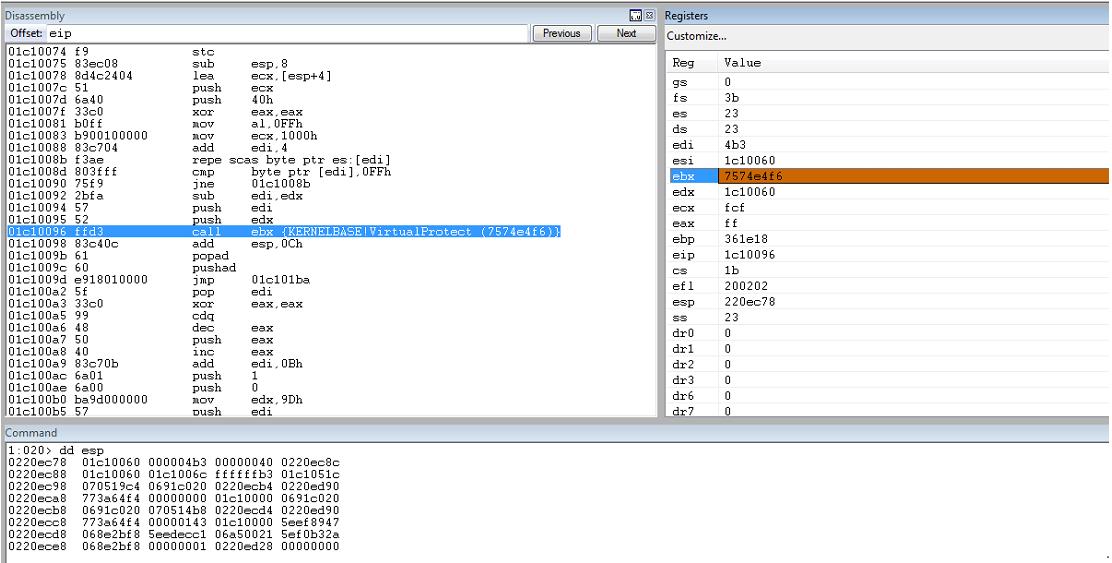 Disassembly
Offset: eip Previous Next
01c10074 f9 stc
01c10075 83ec08 sub esp,8
01c10078 8d4c2404 lea ecx,[esp+4]
01c1007c 51 push ecx
01c1007d 6a40 push 40h
01c1007f 33c0 xor eax,eax
01c10081 b0ff mov al,0FFh
01c10083 b900100000 mov ecx,1000h
01c10088 83c704 add edi,4
01c1008b f3ae repe scas byte ptr es:[edi]
01c1008d 803fff cmp byte ptr [edi],0FFh
01c10090 75f9 jne 01c1008b
01c10092 2bfa sub edi,edx
01c10094 57 push edi
01c10095 52 push edx
01c10096 ffd3 call ebx {KERNELBASE!VirtualProtect (7574e4f6)}
01c10098 83c40c add esp,0Ch
01c1009b 61 popad
01c1009c 60 pushad
01c1009d e918010000 jmp 01c101ba
01c100a2 5f pop edi
01c100a3 33c0 xor eax,eax
01c100a5 99 cdq
01c100a6 48 dec eax
01c100a7 50 push eax
01c100a8 40 inc eax
01c100a9 83c70b add edi,0Bh
01c100ac 6a01 push 1
01c100ae 6a00 push 0
01c100b0 ba9d000000 mov edx,9Dh
01c100b5 57 push edi
Registers
Customize...
Reg Value
gs 0
fs 3b
es 23
ds 23
edi 4b3
esi 1c10060
ebx 7574e4f6
edx 1c10060
ecx fcf
eax ff
ebp 361e18
eip 1c10096
cs 1b
efl 200202
esp 220ec78
ss 23
dr0 0
dr1 0
dr2 0
dr3 0
dr6 0
dr7 0
Command
1:020> dd esp
0220ec78 01c10060 000004b3 00000040 0220ec8c
0220ec88 01c10060 01c1006c ffffffb3 01c1051c
0220ec98 070519c4 0691c020 0220ecb4 0220ed90
0220eca8 773a64f4 00000000 01c10000 0691c020
0220ecb8 0691c020 070514b8 0220ecd4 0220ed90
0220ecc8 773a64f4 00000143 01c10000 5eef8947
0220ecd8 068e2bf8 5eedecc1 06a50021 5ef0b32a
0220ece8 068e2bf8 00000001 0220ed28 00000000